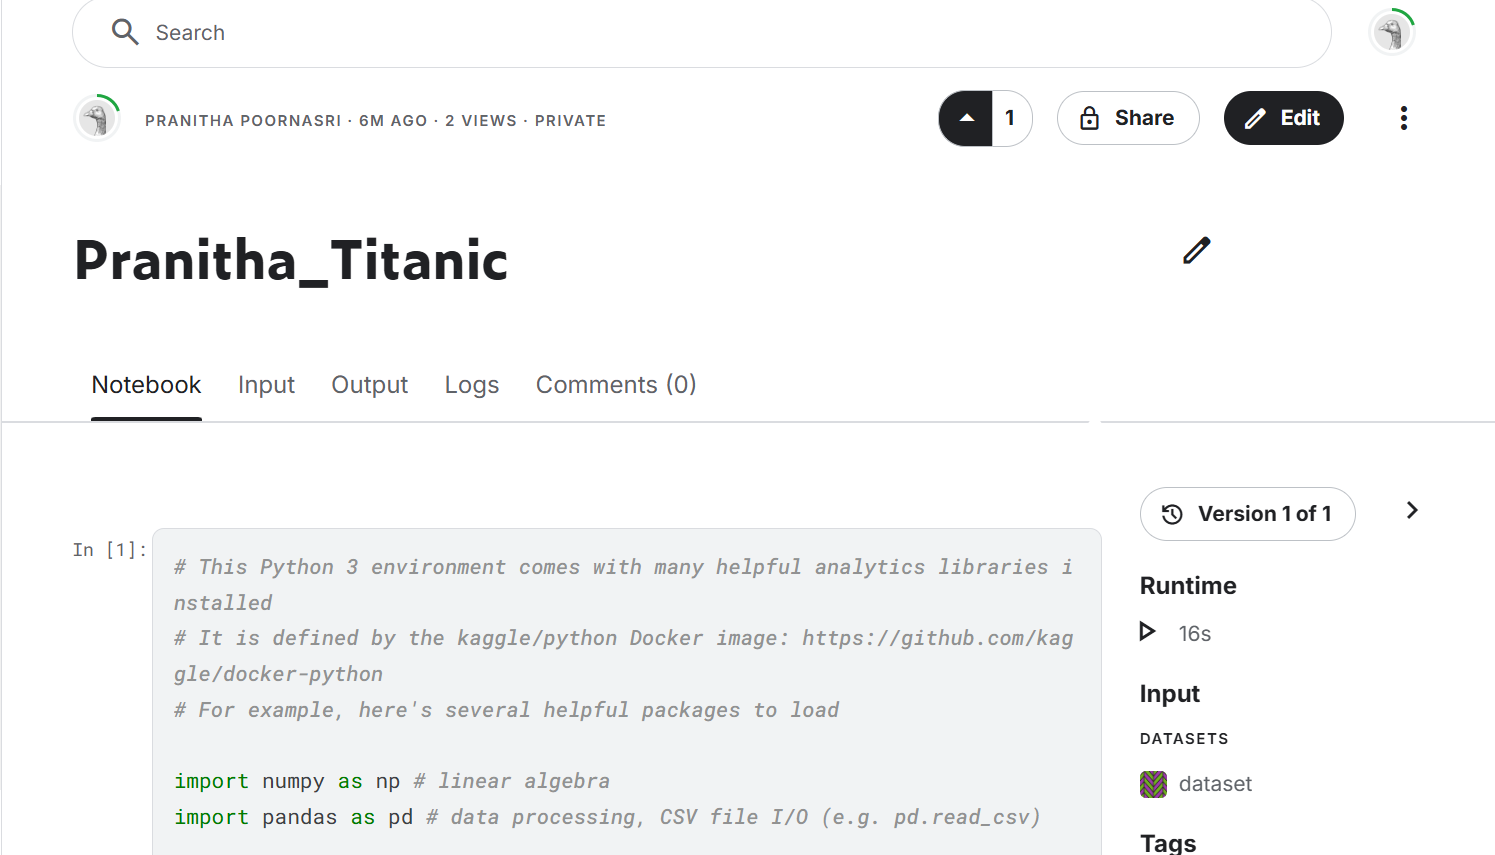 Search
PRANITHA POORNASRI · 6M AGO · 2 VIEWS · PRIVATE
1
Share
Edit
Pranitha_Titanic
Notebook
Input
Output
Logs
Comments (0)
Version 1 of 1
In [1]:
# This Python 3 environment comes with many helpful analytics libraries i
nstalled
# It is defined by the kaggle/python Docker image: https://github.com/kag
gle/docker-python
# For example, here's several helpful packages to load
import numpy as np # linear algebra
import pandas as pd # data processing, CSV file I/O (e.g. pd.read_csv)
Runtime
16s
Input
DATASETS
dataset
Tags